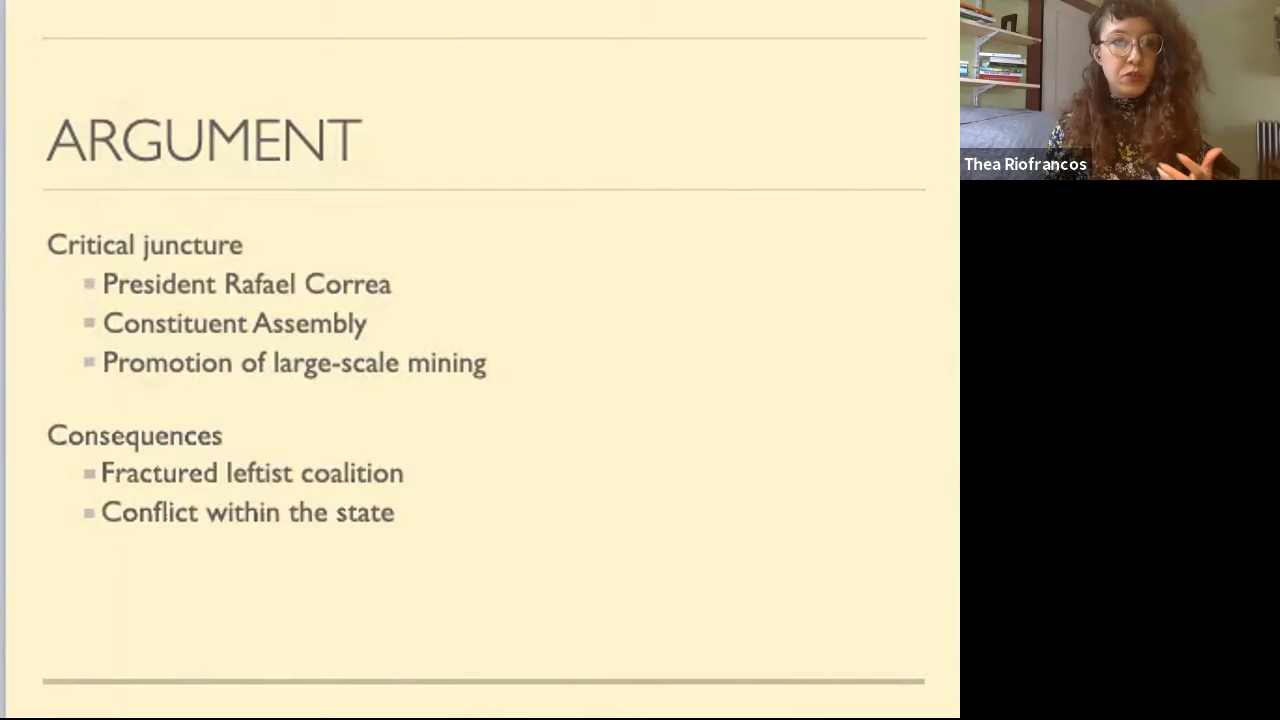 ARGUMENT
Critical juncture
President Rafael Correa
Constituent Assembly
Promotion of large-scale mining
Consequences
Fractured leftist coalition
Conflict within the state
Thea Riofrancos